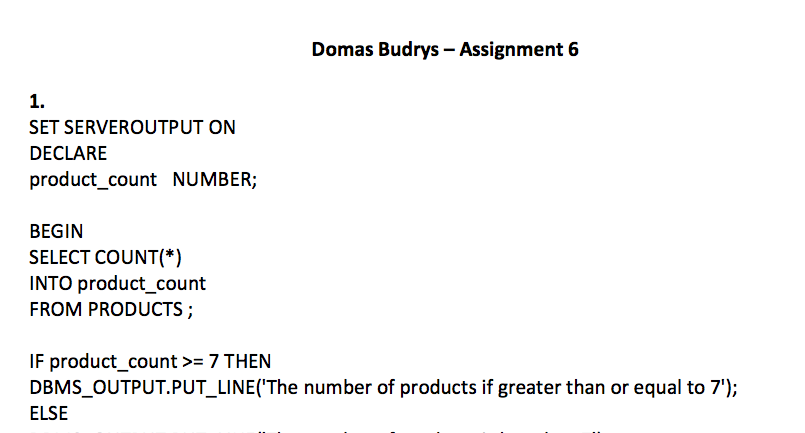 Domas Budrys – Assignment 6
1.
SET SERVEROUTPUT ON
DECLARE
product_count NUMBER;
BEGIN
SELECT COUNT(*)
INTO product_count
FROM PRODUCTS ;
IF product_count >= 7 THEN
DBMS_OUTPUT.PUT_LINE('The number of products if greater than or equal to 7');
ELSE